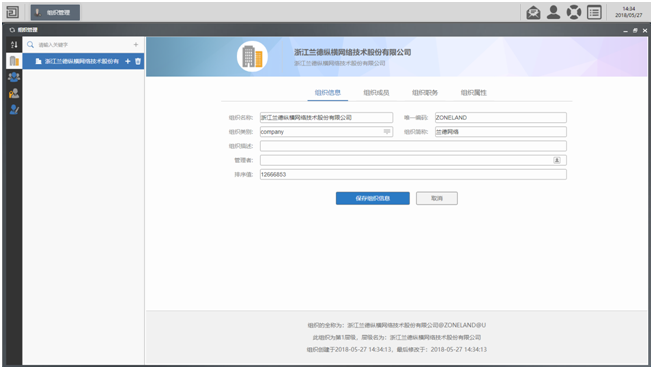 组织管理
14:34
2018/05/27
组织管理
请输入关键字
浙江兰德纵横网络技术股份有
浙江兰德纵横网络技术股份有限公司
浙江兰德纵横网络技术股份有限公司
组织信息 组织成员 组织职务 组织属性
组织名称: 浙江兰德纵横网络技术股份有限公司 唯一编码: ZONELAND
组织类别: company 组织简称: 兰德网络
组织描述:
管理者:
排序值: 12666853
保存组织信息 取消
组织的全称为：浙江兰德纵横网络技术股份有限公司@ZONELAND@U
此组织为第1层级，层级名为：浙江兰德纵横网络技术股份有限公司
组织创建于2018-05-27 14:34:13，最后修改于：2018-05-27 14:34:13